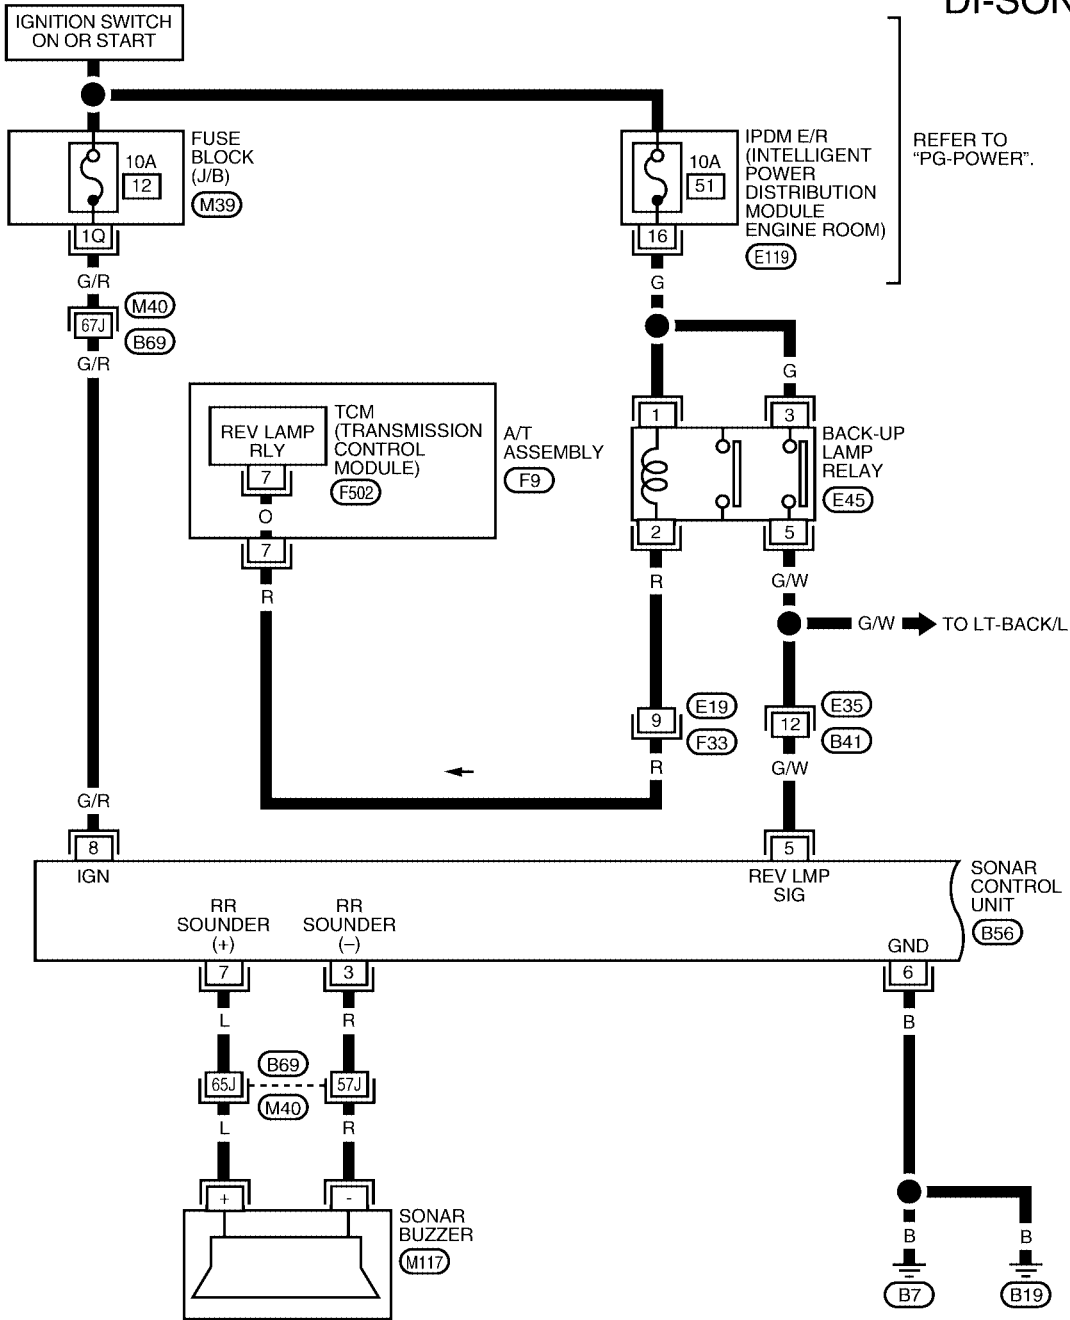 DI-SON
IGNITION SWITCH
ON OR START
FUSE
BLOCK
(J/B)
M39
10A
12
1Q
G/R
M40
67J
B69
G/R
G/R
8
IGN
IPDM E/R
(INTELLIGENT
POWER
DISTRIBUTION
MODULE
ENGINE ROOM)
E119
10A
51
16
G
REFER TO
“PG-POWER”.
G
1
3
BACK-UP
LAMP
RELAY
E45
2
5
R
G/W
G/W
TO LT-BACK/L
TCM
(TRANSMISSION
CONTROL
MODULE)
F502
REV LAMP
RLY
7
O
7
R
A/T
ASSEMBLY
F9
9
E19
F33
R
12
E35
B41
G/W
5
REV LMP
SIG
SONAR
CONTROL
UNIT
B56
RR
SOUNDER
(+)
RR
SOUNDER
(–)
GND
7
3
6
L
R
B
65J
B69
57J
M40
L
R
+
-
SONAR
BUZZER
M117
B
B
B7
B19